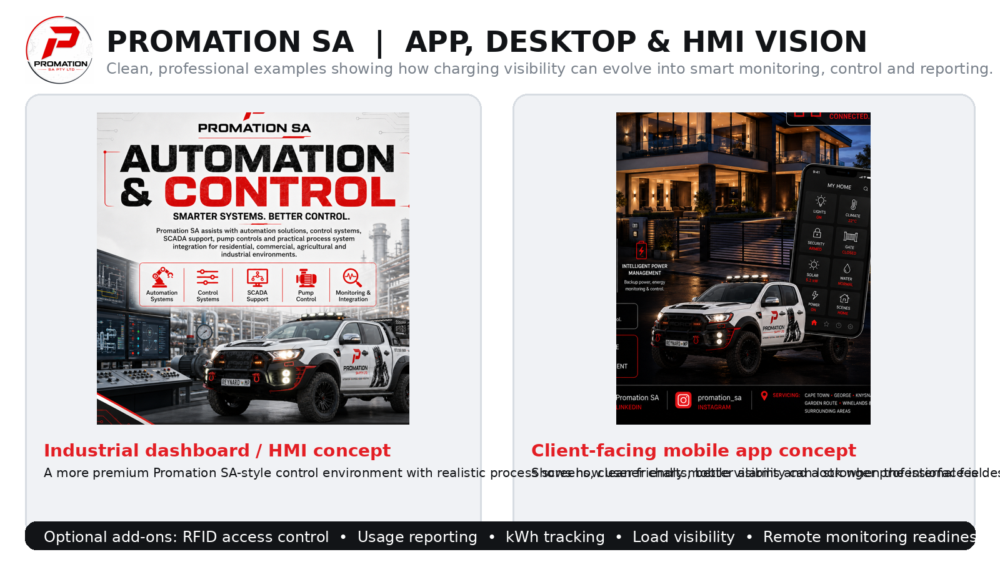 PROMATION
SA PTY LTD
PROMATION SA | APP, DESKTOP & HMI VISION
Clean, professional examples showing how charging visibility can evolve into smart monitoring, control and reporting.
PROMATION SA
AUTOMATION
& CONTROL
SMARTER SYSTEMS. BETTER CONTROL.
Promation SA assists with automation solutions, control systems,
SCADA support, pump controls and practical process system
integration for residential, commercial, agricultural and
industrial environments.
Automation Systems
Control Systems
SCADA Support
Pump Control
Monitoring & Integration
PROMATION
SA PTY LTD
REYNARD MP
CONNECTED.
9:41
MY HOME
LIGHTS
ON
CLIMATE
22°C
SECURITY
ARMED
GATE
CLOSED
SOLAR
5.2 kW
WATER
NORMAL
POWER
ON
SCENES
HOME
INTELLIGENT POWER
MANAGEMENT
Backup power, energy
monitoring & control.
ol.
E
ENT
PROMATION
SA PTY LTD
REYNARD MP
Promation SA
LINKEDIN
promation_sa
INSTAGRAM
SERVICING:
CAPE TOWN • GEORGE • KNYSN
GARDEN ROUTE • WINELANDS &
SURROUNDING AREAS
Industrial dashboard / HMI concept
A more premium Promation SA-style control environment with realistic process
Client-facing mobile app concept
Optional add-ons: RFID access control • Usage reporting • kWh tracking • Load visibility • Remote monitoring readines